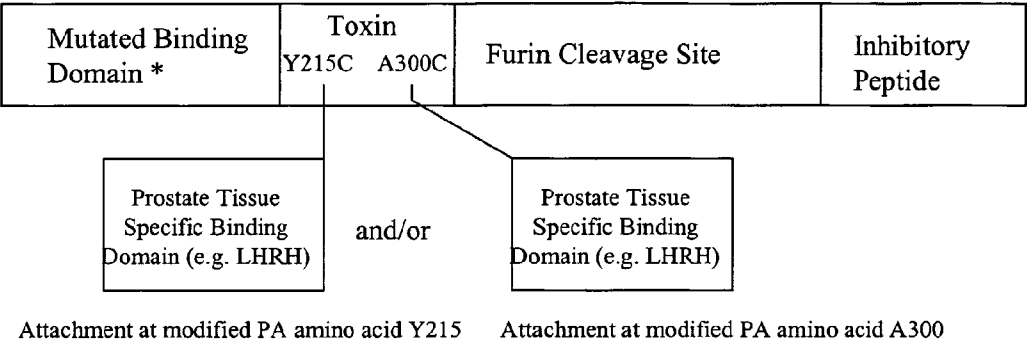 Mutated Binding
Domain *
Toxin
Y215C A300C
Furin Cleavage Site
Inhibitory
Peptide
Prostate Tissue
Specific Binding
Domain (e.g. LHRH)
and/or
Prostate Tissue
Specific Binding
Domain (e.g. LHRH)
Attachment at modified PA amino acid Y215
Attachment at modified PA amino acid A300